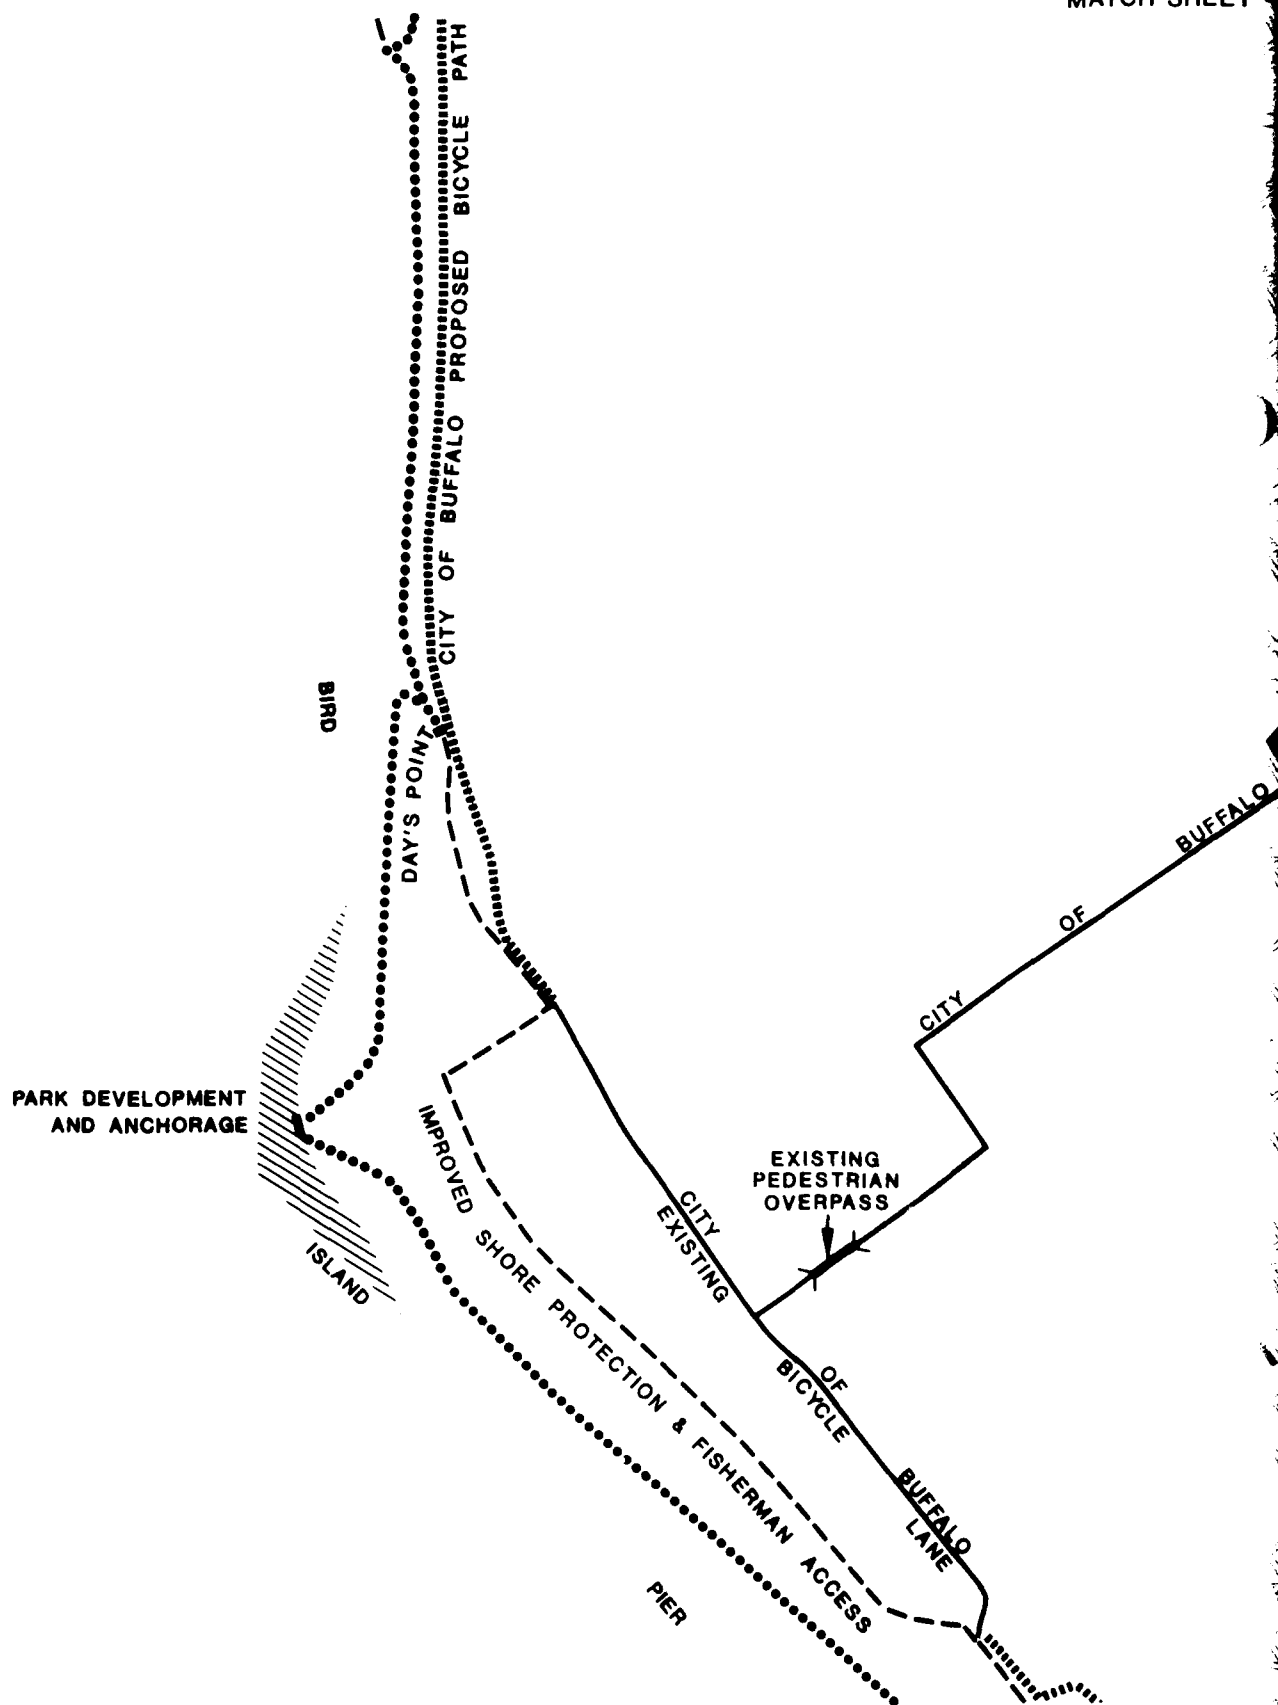 MATCH SHEET
CITY OF BUFFALO PROPOSED BICYCLE PATH
BIRD
DAY'S POINT
CITY OF BUFFALO
PARK DEVELOPMENT
AND ANCHORAGE
ISLAND
IMPROVED SHORE PROTECTION & FISHERMAN ACCESS
EXISTING
PEDESTRIAN
OVERPASS
CITY OF BUFFALO
EXISTING BICYCLE LANE
PIER